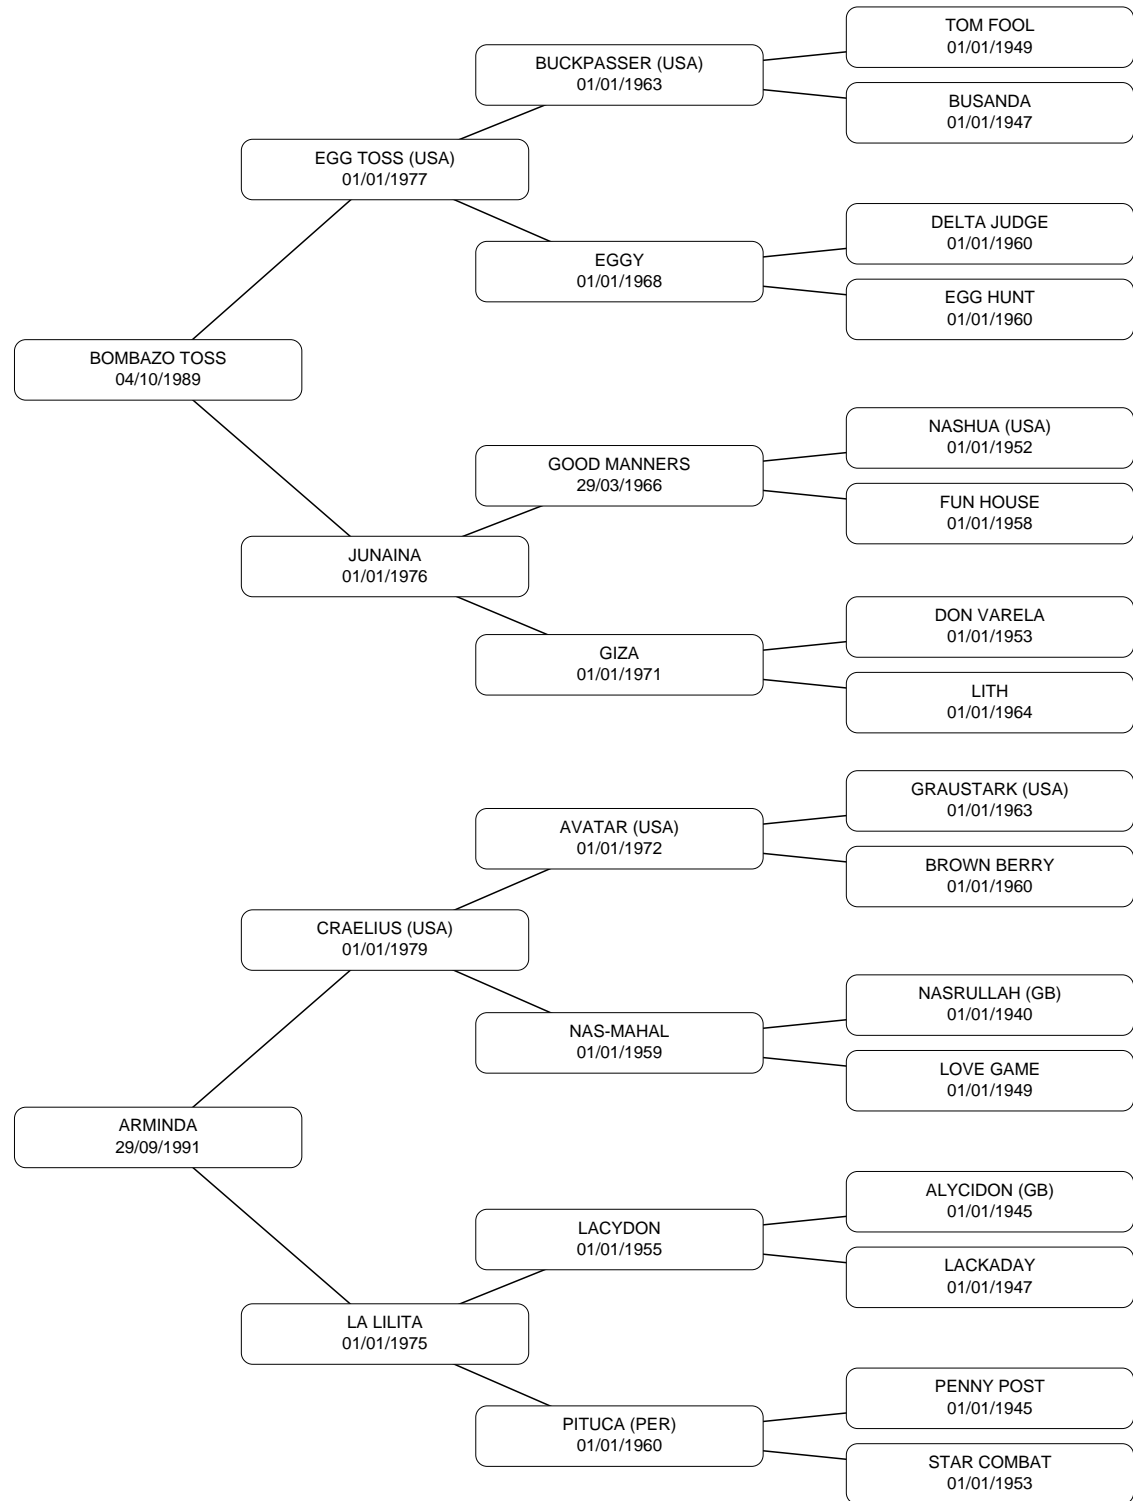 TOM FOOL
01/01/1949
BUCKPASSER (USA)
01/01/1963
BUSANDA
01/01/1947
EGG TOSS (USA)
01/01/1977
DELTA JUDGE
01/01/1960
EGGY
01/01/1968
EGG HUNT
01/01/1960
BOMBAZO TOSS
04/10/1989
NASHUA (USA)
01/01/1952
GOOD MANNERS
29/03/1966
FUN HOUSE
01/01/1958
JUNAINA
01/01/1976
DON VARELA
01/01/1953
GIZA
01/01/1971
LITH
01/01/1964
GRAUSTARK (USA)
01/01/1963
AVATAR (USA)
01/01/1972
BROWN BERRY
01/01/1960
CRAELIUS (USA)
01/01/1979
NASRULLAH (GB)
01/01/1940
NAS-MAHAL
01/01/1959
LOVE GAME
01/01/1949
ARMINDA
29/09/1991
ALYCIDON (GB)
01/01/1945
LACYDON
01/01/1955
LACKADAY
01/01/1947
LA LILITA
01/01/1975
PENNY POST
01/01/1945
PITUCA (PER)
01/01/1960
STAR COMBAT
01/01/1953